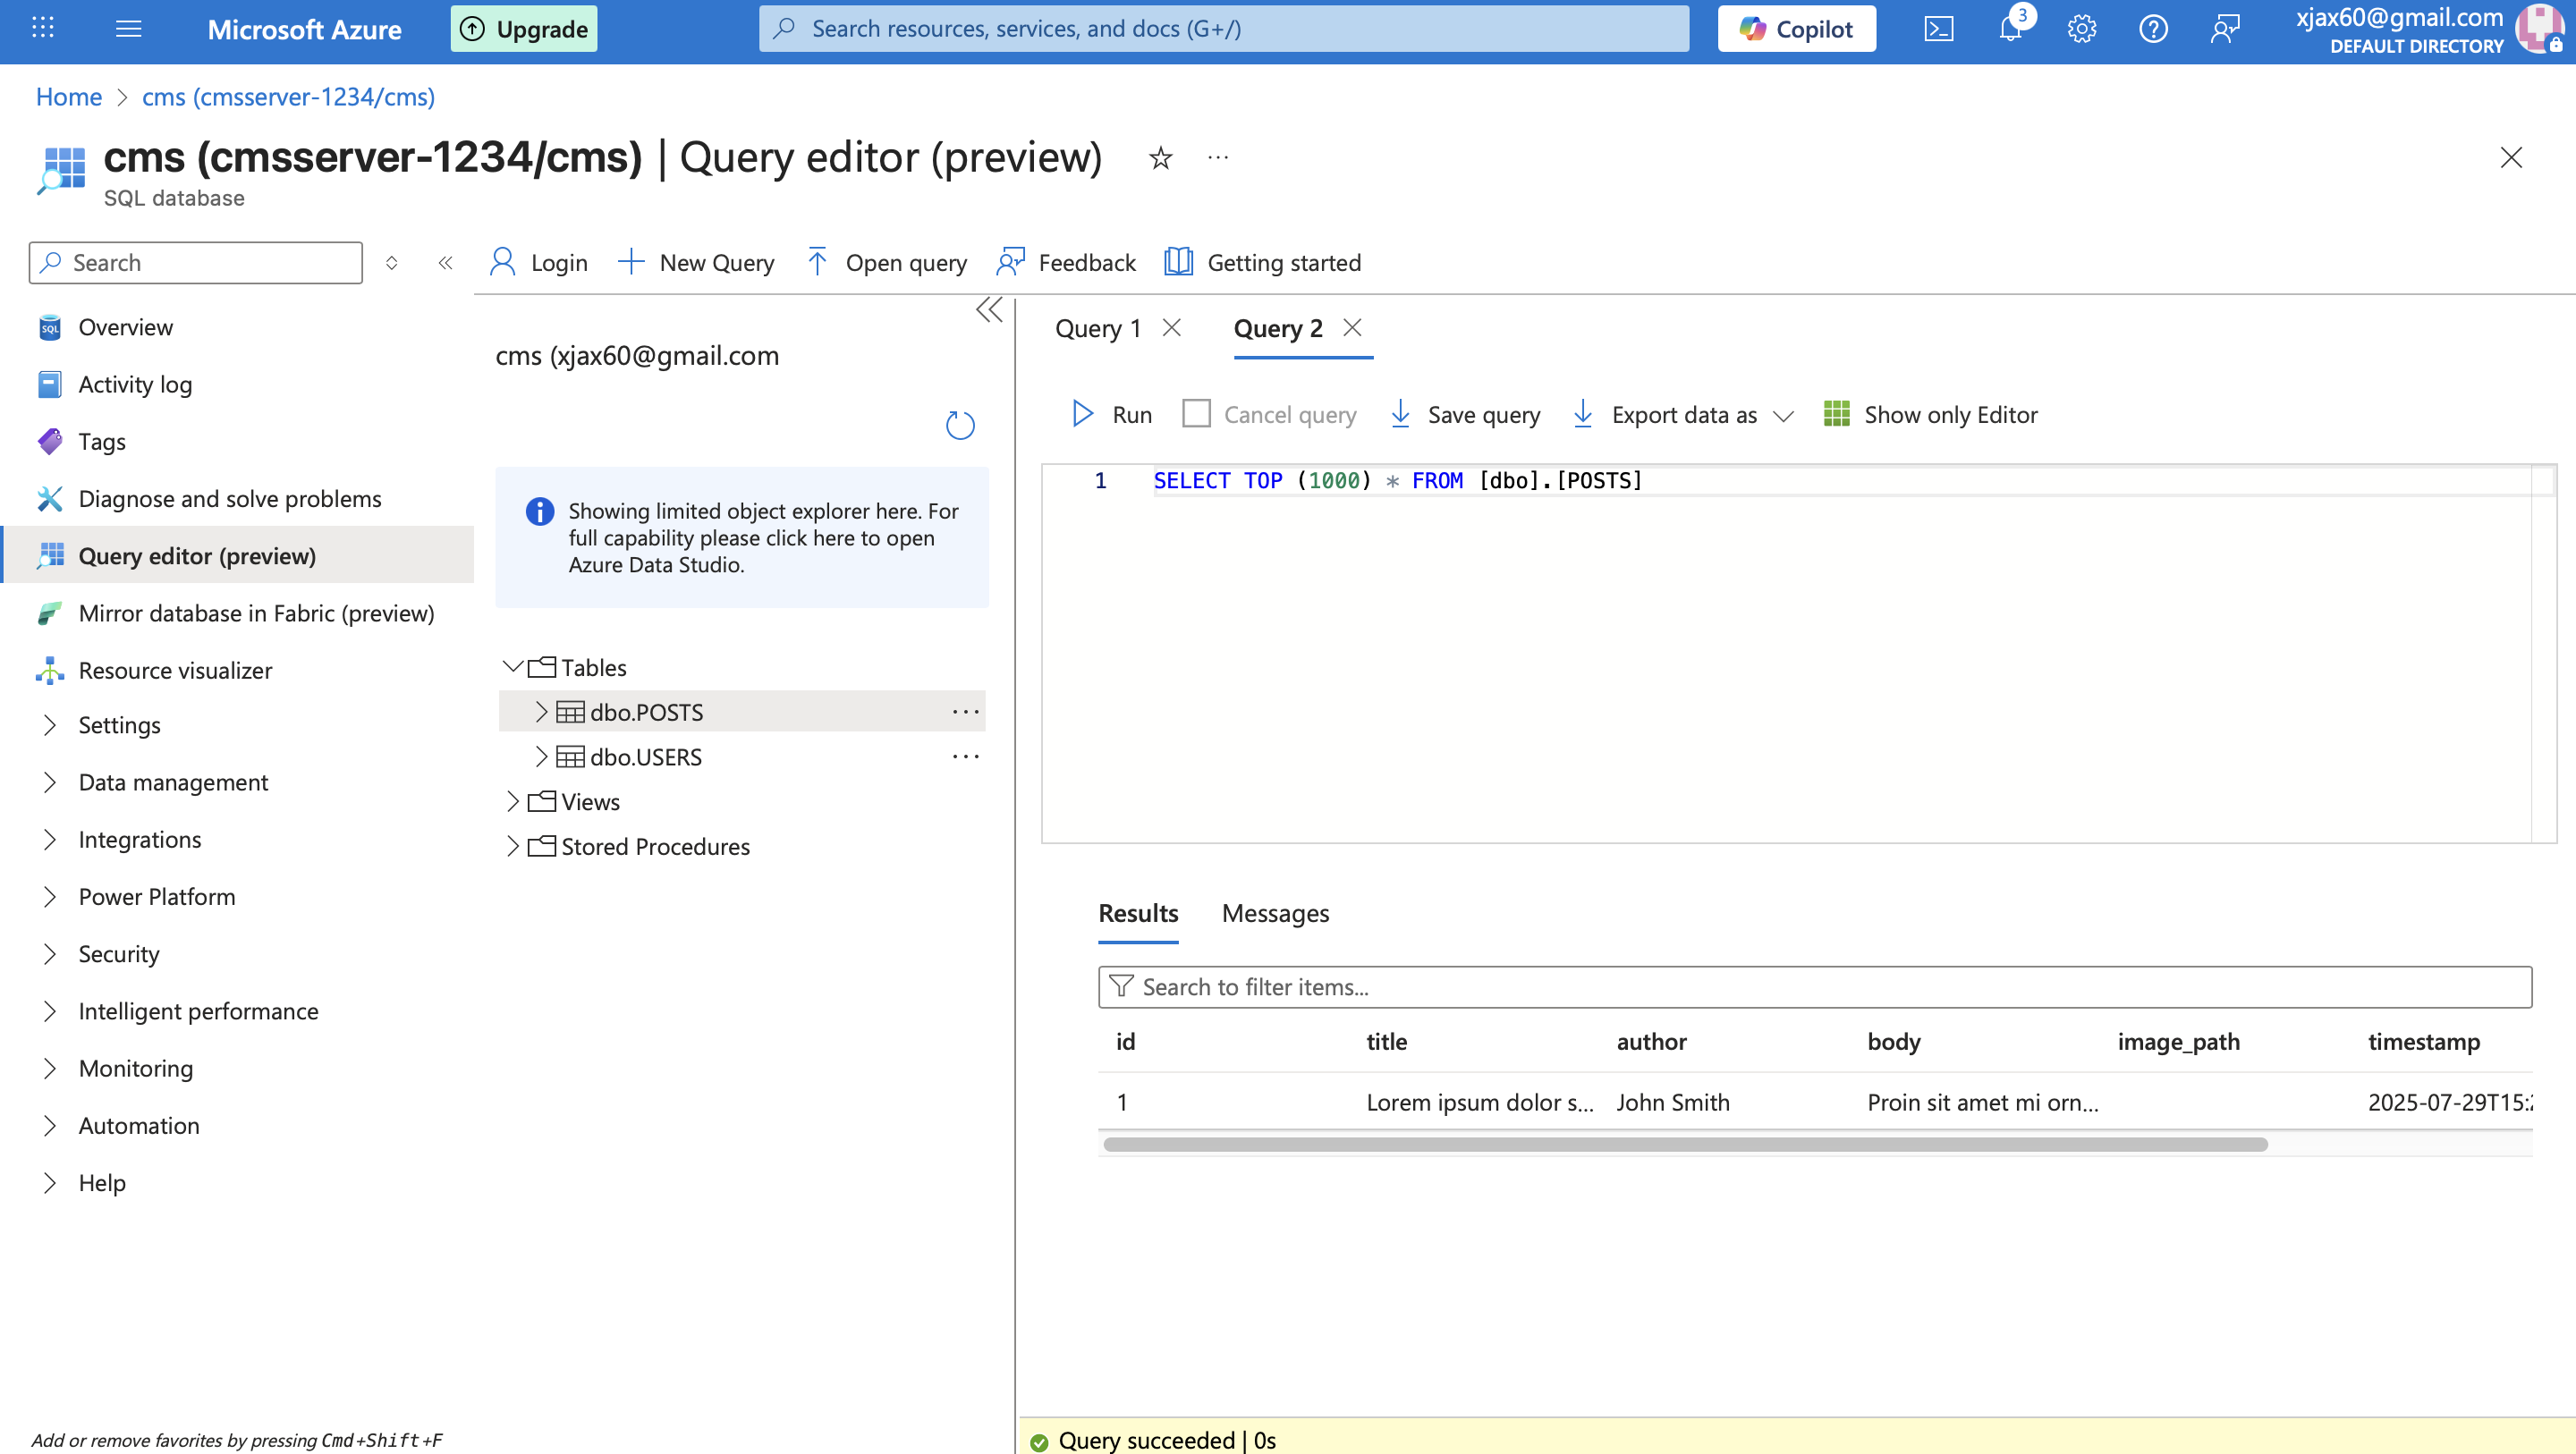 Microsoft Azure
Upgrade
Search resources, services, and docs (G+/)
Copilot
3
xjax60@gmail.com
DEFAULT DIRECTORY
Home > cms (cmsserver-1234/cms)
cms (cmsserver-1234/cms) | Query editor (preview)
SQL database
Search
Login
New Query
Open query
Feedback
Getting started
SQL
Overview
Activity log
Tags
Diagnose and solve problems
Query editor (preview)
Mirror database in Fabric (preview)
Resource visualizer
Settings
Data management
Integrations
Power Platform
Security
Intelligent performance
Monitoring
Automation
Help
Add or remove favorites by pressing Cmd+Shift+F
cms (xjax60@gmail.com
Showing limited object explorer here. For
full capability please click here to open
Azure Data Studio.
Tables
dbo.POSTS
dbo.USERS
Views
Stored Procedures
Query 1
Query 2
Run
Cancel query
Save query
Export data as
Show only Editor
1 SELECT TOP (1000) * FROM [dbo].[POSTS]
Results
Messages
Search to filter items...
id title author body image_path timestamp
1 Lorem ipsum dolor s... John Smith Proin sit amet mi orn... 2025-07-29T15:
Query succeeded | 0s